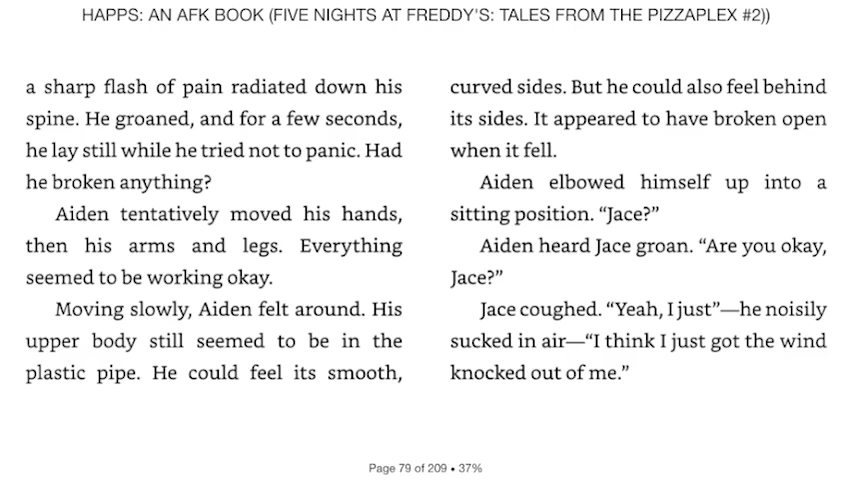 HAPPS: AN AFK BOOK (FIVE NIGHTS AT FREDDY'S: TALES FROM THE PIZZAPLEX #2))
a sharp flash of pain radiated down his
spine. He groaned, and for a few seconds,
he lay still while he tried not to panic. Had
he broken anything?
Aiden tentatively moved his hands,
then his arms and legs. Everything
seemed to be working okay.
Moving slowly, Aiden felt around. His
upper body still seemed to be in the
plastic pipe. He could feel its smooth,
curved sides. But he could also feel behind
its sides. It appeared to have broken open
when it fell.
Aiden elbowed himself up into a
sitting position. “Jace?”
Aiden heard Jace groan. “Are you okay,
Jace?”
Jace coughed. “Yeah, I just”—he noisily
sucked in air—“I think I just got the wind
knocked out of me.”
Page 79 of 209 • 37%